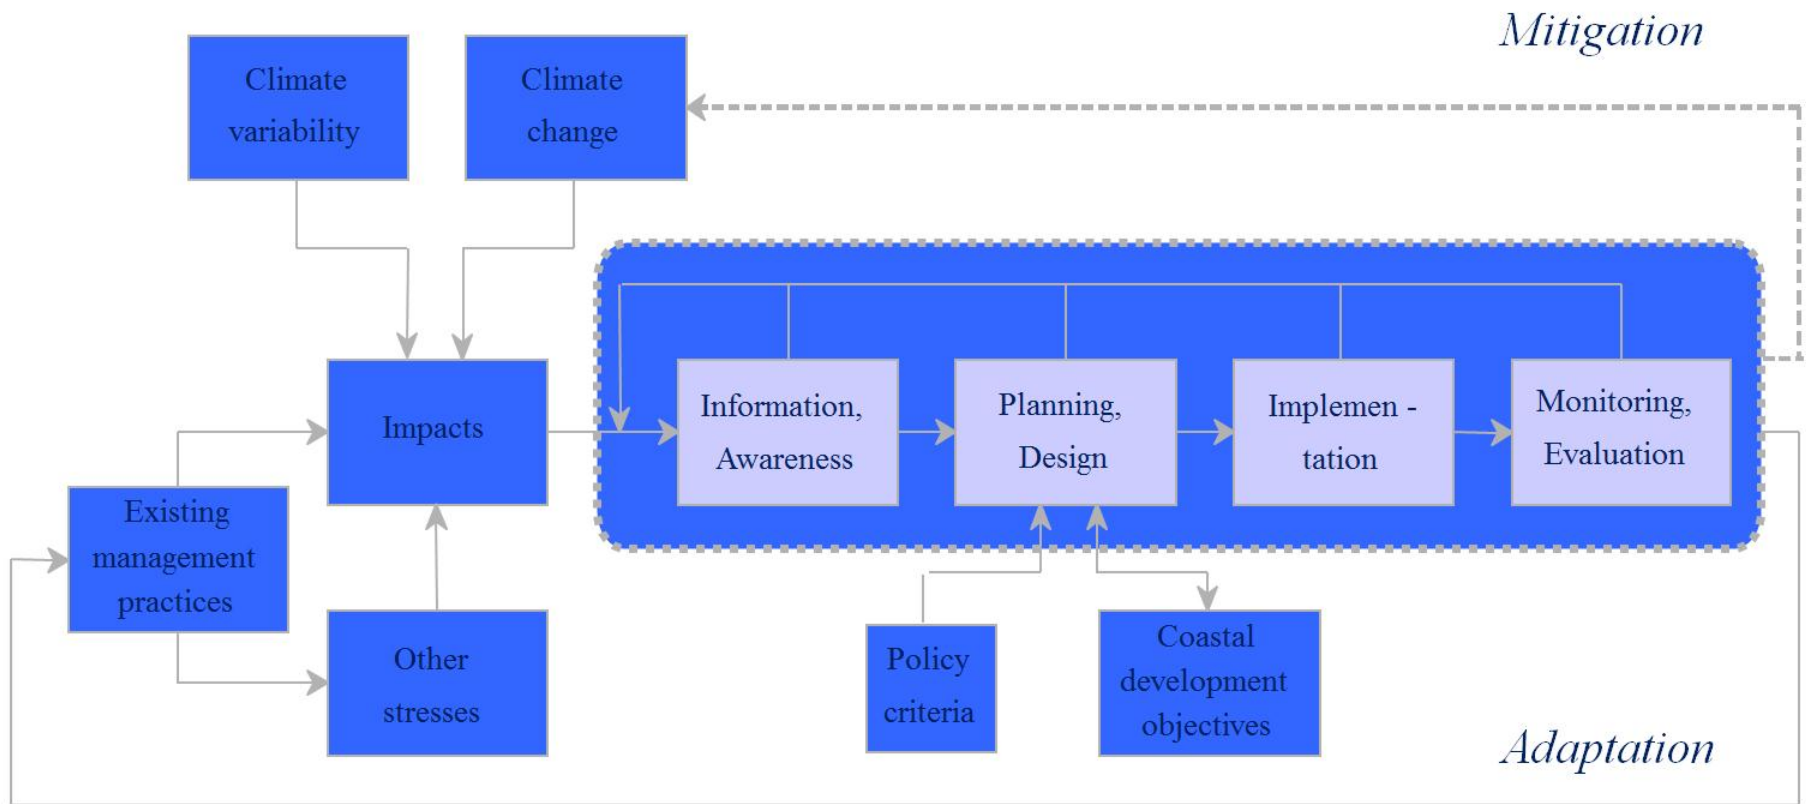 Mitigation
Climate
variability
Climate
change
Impacts
Information,
Awareness
Planning,
Design
Implemen -
tation
Monitoring,
Evaluation
Existing
management
practices
Other
stresses
Policy
criteria
Coastal
development
objectives
Adaptation